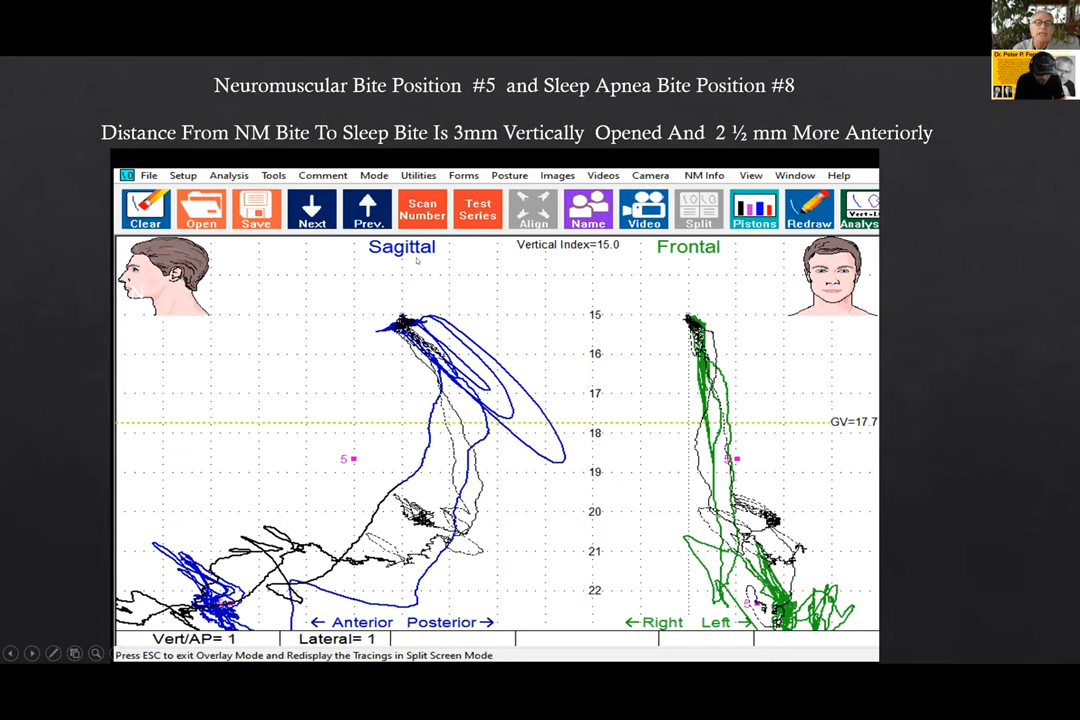 Dr. Peter P.
Neuromuscular Bite Position #5 and Sleep Apnea Bite Position #8
Distance From NM Bite To Sleep Bite Is 3mm Vertically Opened And 2 ½ mm More Anteriorly
File Setup Analysis Tools Comment Mode Utilities Forms Posture Images Videos Camera NM Info View Window Help
Clear Open Save Next Prev. Scan Number Test Series Align Name Video Split Pistons Redraw Analys
Sagittal Vertical Index=15.0 Frontal
15
16
17
GV=17.7
18
5 19 5
20
21
22
8
← Anterior Posterior → ←Right Left →
Vert/AP= 1 Lateral= 1
Press ESC to exit Overlay Mode and Redisplay the Tracings in Split Screen Mode